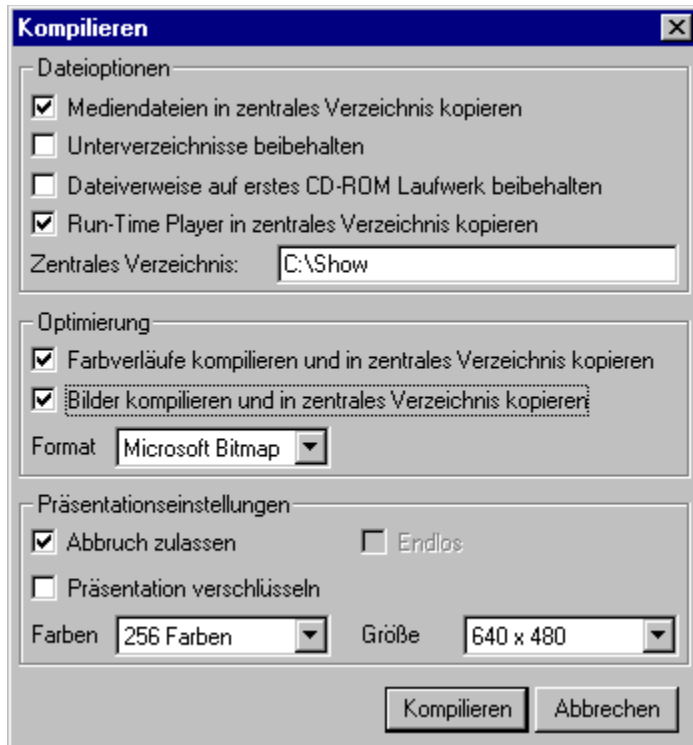 Kompilieren
Dateioptionen
Mediendateien in zentrales Verzeichnis kopieren
Unterverzeichnisse beibehalten
Dateiverweise auf erstes CD-ROM Laufwerk beibehalten
Run-Time Player in zentrales Verzeichnis kopieren
Zentrales Verzeichnis: C:\Show
Optimierung
Farbverläufe kompilieren und in zentrales Verzeichnis kopieren
Bilder kompilieren und in zentrales Verzeichnis kopieren
Format Microsoft Bitmap
Präsentationseinstellungen
Abbruch zulassen Endlos
Präsentation verschlüsseln
Farben 256 Farben Größe 640 x 480
Kompilieren Abbrechen